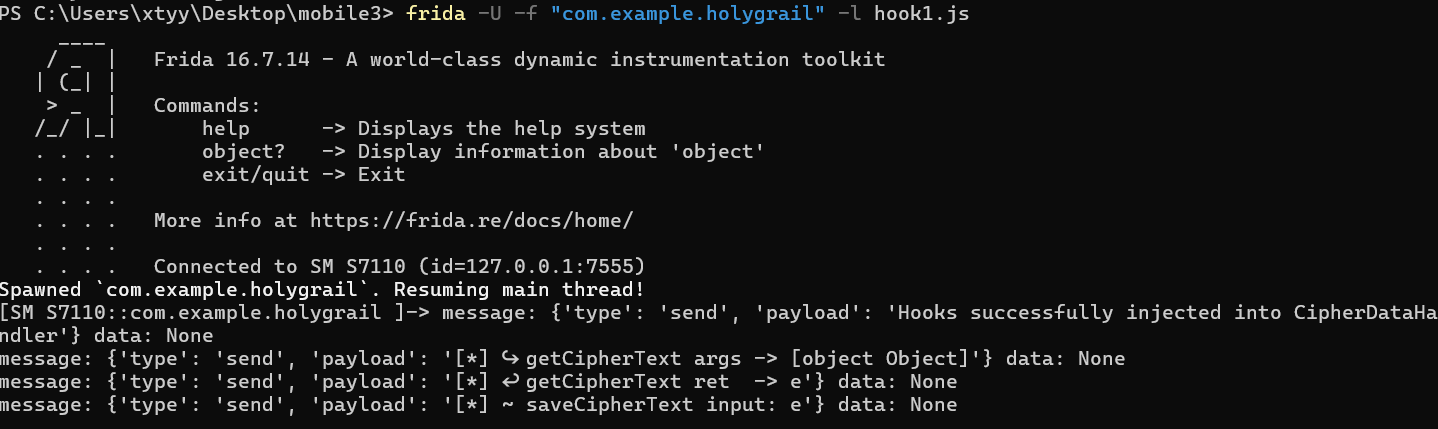 PS C:\Users\xtyy\Desktop\mobile3> frida -U -f "com.example.holygrail" -l hook1.js
     ____
    / _  |   Frida 16.7.14 - A world-class dynamic instrumentation toolkit
   | (_| |
    > _  |   Commands:
   /_/ |_|       help      -> Displays the help system
   . . . .       object?   -> Display information about 'object'
   . . . .       exit/quit -> Exit
   . . . .
   . . . .   More info at https://frida.re/docs/home/
   . . . .
   . . . .   Connected to SM S7110 (id=127.0.0.1:7555)
Spawned `com.example.holygrail`. Resuming main thread!
[SM S7110::com.example.holygrail ]-> message: {'type': 'send', 'payload': 'Hooks successfully injected into CipherDataHa
ndler'} data: None
message: {'type': 'send', 'payload': '[*] ↪ getCipherText args -> [object Object]'} data: None
message: {'type': 'send', 'payload': '[*] ↩ getCipherText ret  -> e'} data: None
message: {'type': 'send', 'payload': '[*] ~ saveCipherText input: e'} data: None